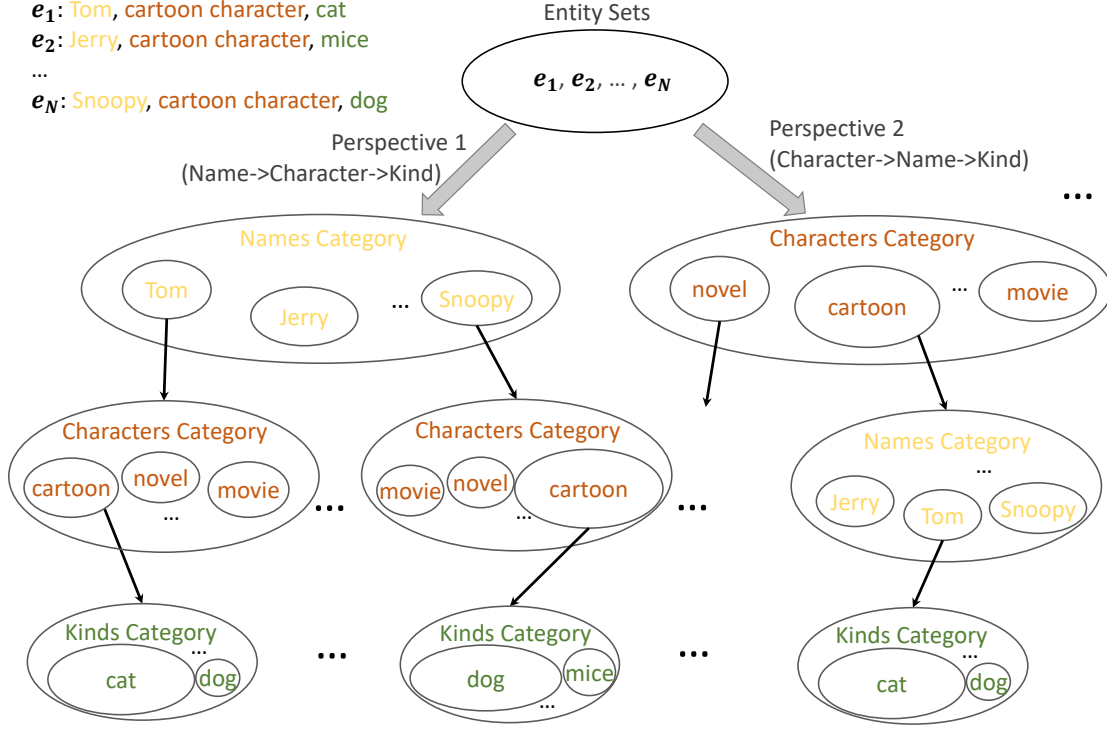 e₁: Tom, cartoon character, cat
e₂: Jerry, cartoon character, mice
...
e_N: Snoopy, cartoon character, dog
Entity Sets
e₁, e₂, ... , e_N
Perspective 1
(Name->Character->Kind)
Perspective 2
(Character->Name->Kind)
...
Names Category
Tom
Jerry
...
Snoopy
Characters Category
novel
cartoon
...
movie
Characters Category
cartoon
novel
movie
...
...
Characters Category
movie
novel
cartoon
...
...
Names Category
...
Jerry
Tom
Snoopy
Kinds Category
...
cat
dog
...
Kinds Category
dog
mice
...
...
Kinds Category
...
cat
dog